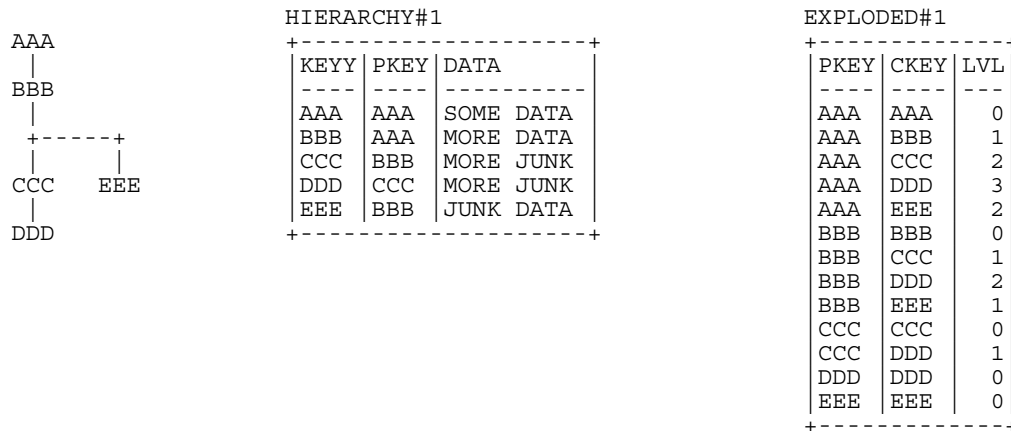 HIERARCHY#1 EXPLODED#1
AAA +---------------------+ +--------------
| |KEYY|PKEY|DATA | |PKEY|CKEY|LVL|
BBB |----|----|----------| |----|----|---|
| |AAA |AAA |SOME DATA | |AAA |AAA | 0|
+-----+ |BBB |AAA |MORE DATA | |AAA |BBB | 1|
| | |CCC |BBB |MORE JUNK | |AAA |CCC | 2|
CCC EEE |DDD |CCC |MORE JUNK | |AAA |DDD | 3|
| |EEE |BBB |JUNK DATA | |AAA |EEE | 2|
DDD +---------------------+ |BBB |BBB | 0|
|BBB |CCC | 1|
|BBB |DDD | 2|
|BBB |EEE | 1|
|CCC |CCC | 0|
|CCC |DDD | 1|
|DDD |DDD | 0|
|EEE |EEE | 0|
+--------------